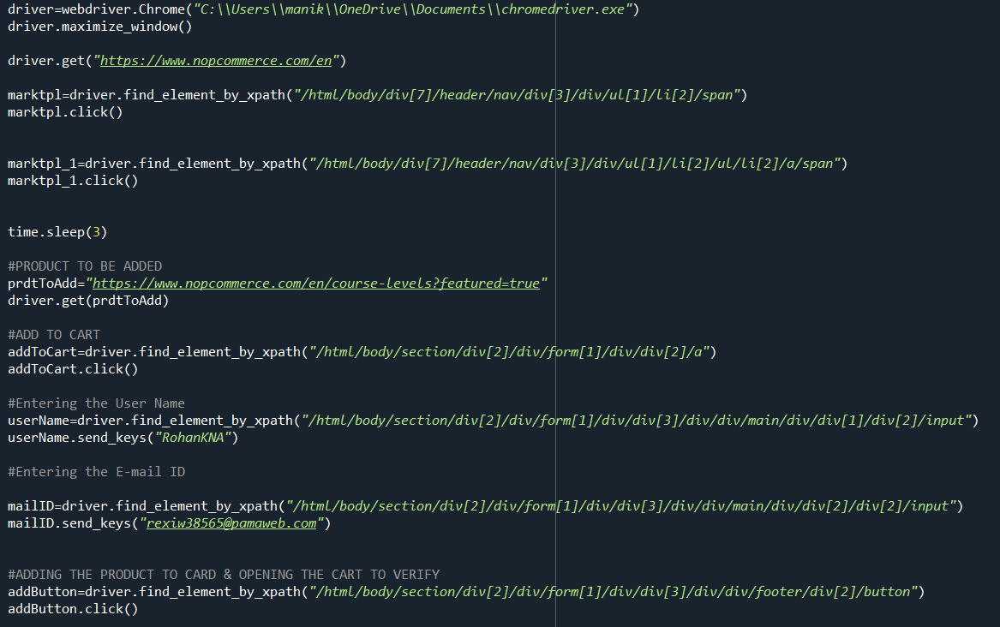 driver=webdriver.Chrome("C:\\Users\\manik\\OneDrive\\Documents\\chromedriver.exe")
driver.maximize_window()
driver.get("https://www.nopcommerce.com/en")
marktpl=driver.find_element_by_xpath("/html/body/div[7]/header/nav/div[3]/div/ul[1]/li[2]/span")
marktpl.click()
marktpl_1=driver.find_element_by_xpath("/html/body/div[7]/header/nav/div[3]/div/ul[1]/li[2]/ul/li[2]/a/span")
marktpl_1.click()
time.sleep(3)
#PRODUCT TO BE ADDED
prdtToAdd="https://www.nopcommerce.com/en/course-levels?featured=true"
driver.get(prdtToAdd)
#ADD TO CART
addToCart=driver.find_element_by_xpath("/html/body/section/div[2]/div/form[1]/div/div[2]/a")
addToCart.click()
#Entering the User Name
userName=driver.find_element_by_xpath("/html/body/section/div[2]/div/form[1]/div/div[3]/div/div/main/div/div[1]/div[2]/input")
userName.send_keys("RohanKNA")
#Entering the E-mail ID
mailID=driver.find_element_by_xpath("/html/body/section/div[2]/div/form[1]/div/div[3]/div/div/main/div/div[2]/div[2]/input")
mailID.send_keys("rexiw38565@pamaweb.com")
#ADDING THE PRODUCT TO CARD & OPENING THE CART TO VERIFY
addButton=driver.find_element_by_xpath("/html/body/section/div[2]/div/form[1]/div/div[3]/div/div/footer/div[2]/button")
addButton.click()